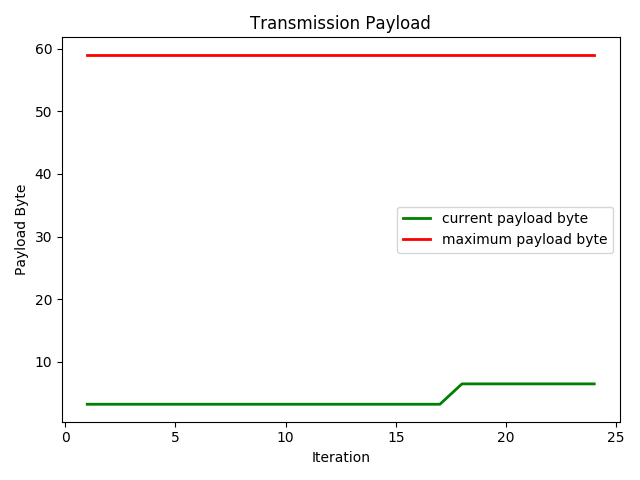 Transmission Payload
60
50
40
30
20
10
Payload Byte
current payload byte
maximum payload byte
0 5 10 15 20 25
Iteration